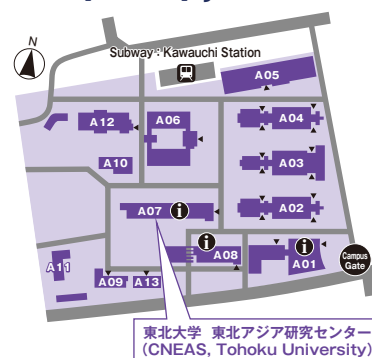 N
Subway : Kawauchi Station
A05
A12
A06
A04
A10
A03
A07 i
A02
i
A08
i
A01
Campus
Gate
A11
A09
A13
東北大学 東北アジア研究センター
(CNEAS, Tohoku University)